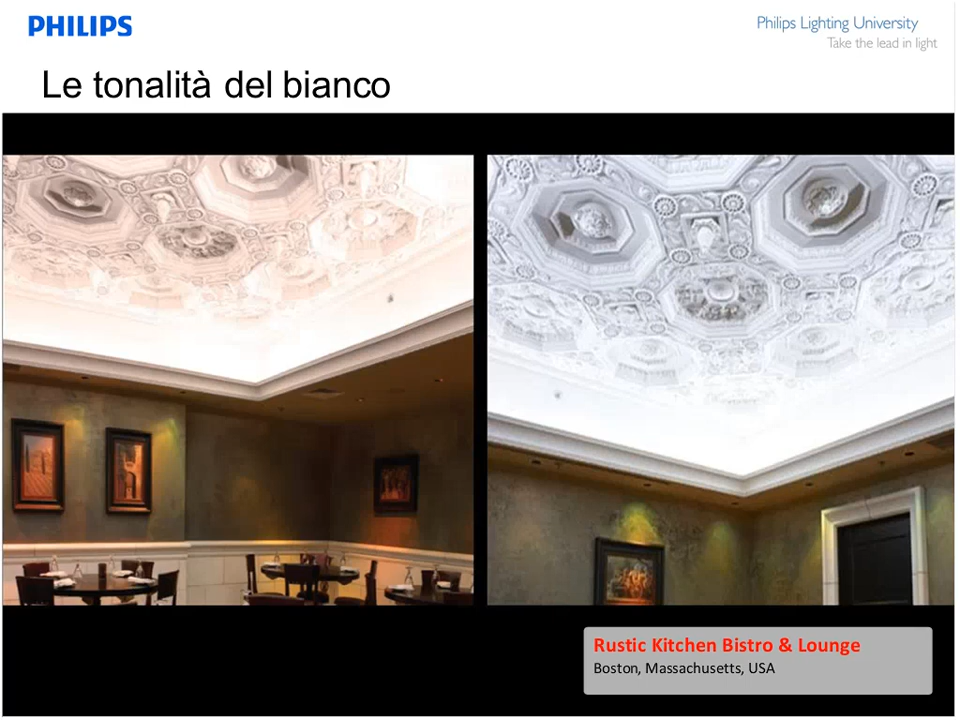 PHILIPS
Philips Lighting University
Take the lead in light
Le tonalità del bianco
Rustic Kitchen Bistro & Lounge
Boston, Massachusetts, USA